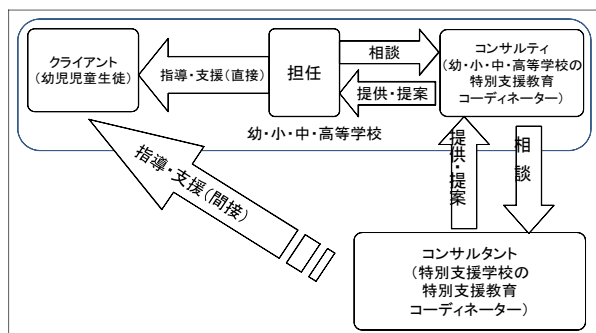 クライアント
(幼児児童生徒)
指導・支援(直接)
担任
相談
提供・提案
コンサルティ
(幼・小・中・高等学校の
特別支援教育
コーディネーター)
幼・小・中・高等学校
指導・支援(間接)
提供・提案
相談
コンサルタント
(特別支援学校の
特別支援教育
コーディネーター)